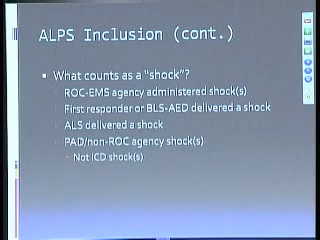 ALPS Inclusion (cont.)
What counts as a "shock"?
ROC-EMS agency administered shock(s)
First responder or BLS-AED delivered a shock
ALS delivered a shock
PAD/non-ROC agency shock(s)
Not ICD shock(s)